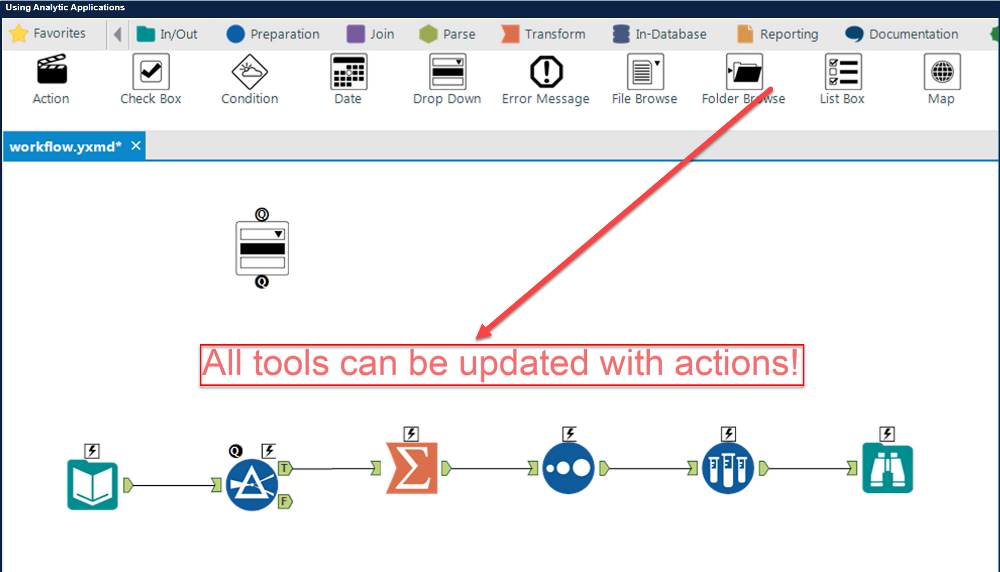 Using Analytic Applications
Favorites In/Out Preparation Join Parse Transform In-Database Reporting Documentation
Action Check Box Condition Date Drop Down Error Message File Browse Folder Browse List Box Map
workflow.yxmd* X
Q
Q
All tools can be updated with actions!
Q
T
F